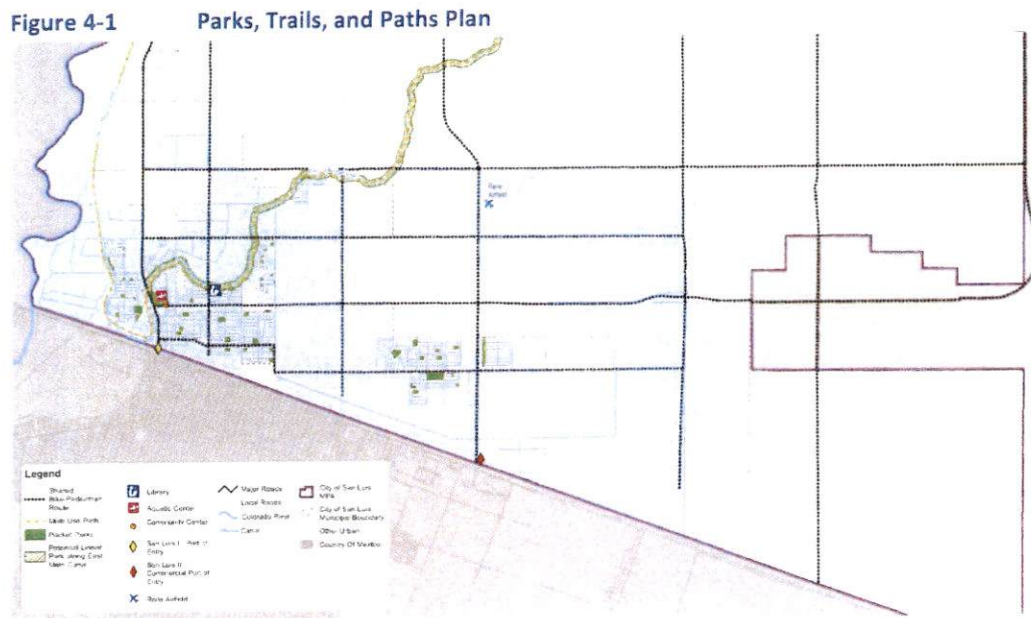 Figure 4-1 Parks, Trails, and Paths Plan
Rolle
Airfield
Legend
Shared
Bike-Pedestrian
Route
Multi Use Path
Pocket Parks
Potential Linear
Park along East
Main Canal
Library
Aquatic Center
Community Center
San Luis I - Port of
Entry
San Luis II
Commercial Port of
Entry
Rolle Airfield
Major Roads
Local Roads
Colorado River
Canal
City of San Luis
MPA
City of San Luis
Municipal Boundary
Other Urban
Country Of Mexico